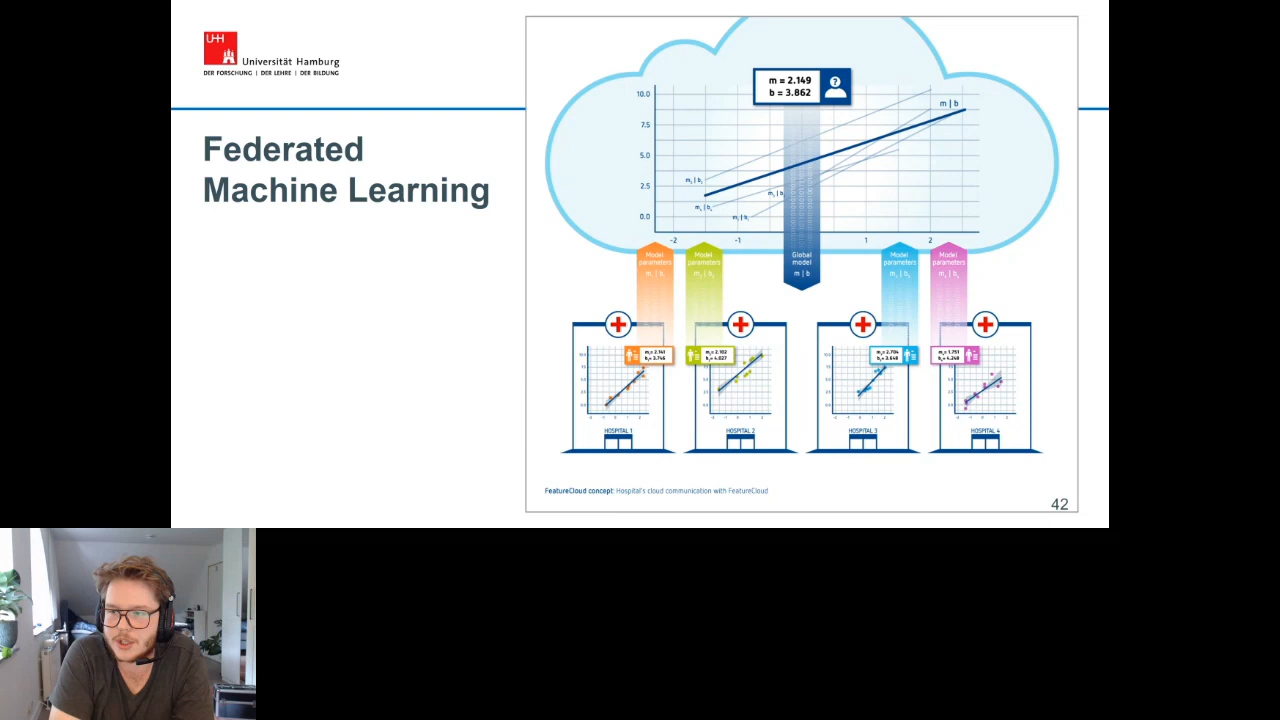 UHH
Universität Hamburg
DER FORSCHUNG | DER LEHRE | DER BILDUNG
Federated
Machine Learning
m = 2.149
b = 3.862
?
10.0
7.5
5.0
2.5
0.0
-2
-1
1
2
m | b
Model
parameters
Model
parameters
Global
model
m | b
Model
parameters
Model
parameters
HOSPITAL 1
HOSPITAL 2
HOSPITAL 3
HOSPITAL 4
FeatureCloud concept: Hospital's cloud communication with FeatureCloud
42